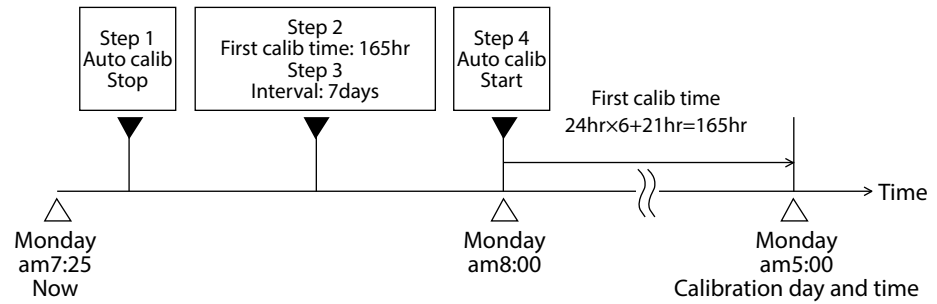 Step 1
Auto calib
Stop
Step 2
First calib time: 165hr
Step 3
Interval: 7days
Step 4
Auto calib
Start
First calib time
24hr×6+21hr=165hr
Time
Monday
am7:25
Now
Monday
am8:00
Monday
am5:00
Calibration day and time